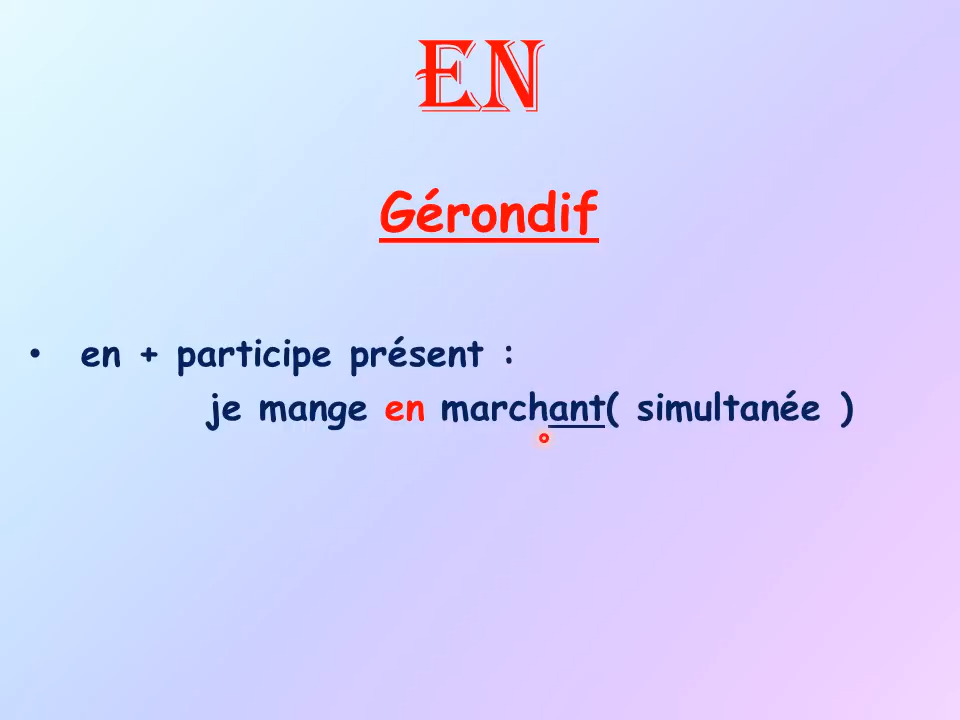 EN
Gérondif
• en + participe présent :
je mange en marchant( simultanée )